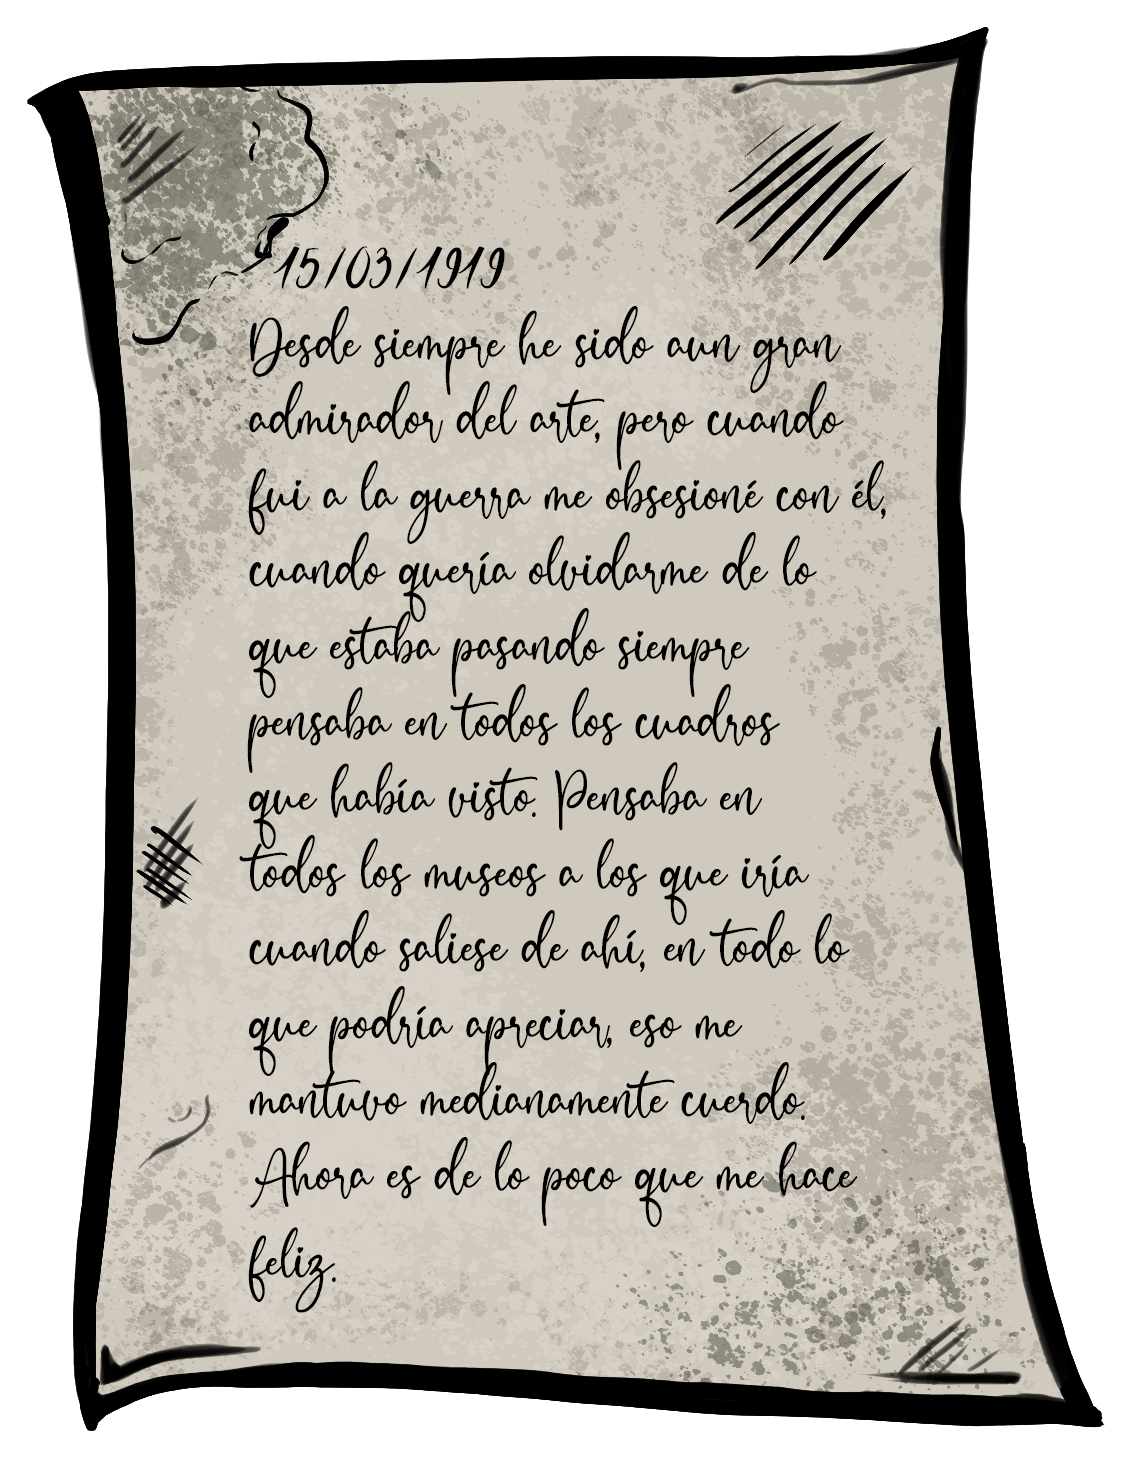 15/03/1919
Desde siempre he sido aun gran
admirador del arte, pero cuando
fui a la guerra me obsesioné con él,
cuando quería olvidarme de lo
que estaba pasando siempre
pensaba en todos los cuadros
que había visto. Pensaba en
todos los museos a los que iría
cuando saliese de ahí, en todo lo
que podría apreciar, eso me
mantuvo medianamente cuerdo.
Ahora es de lo poco que me hace
feliz.